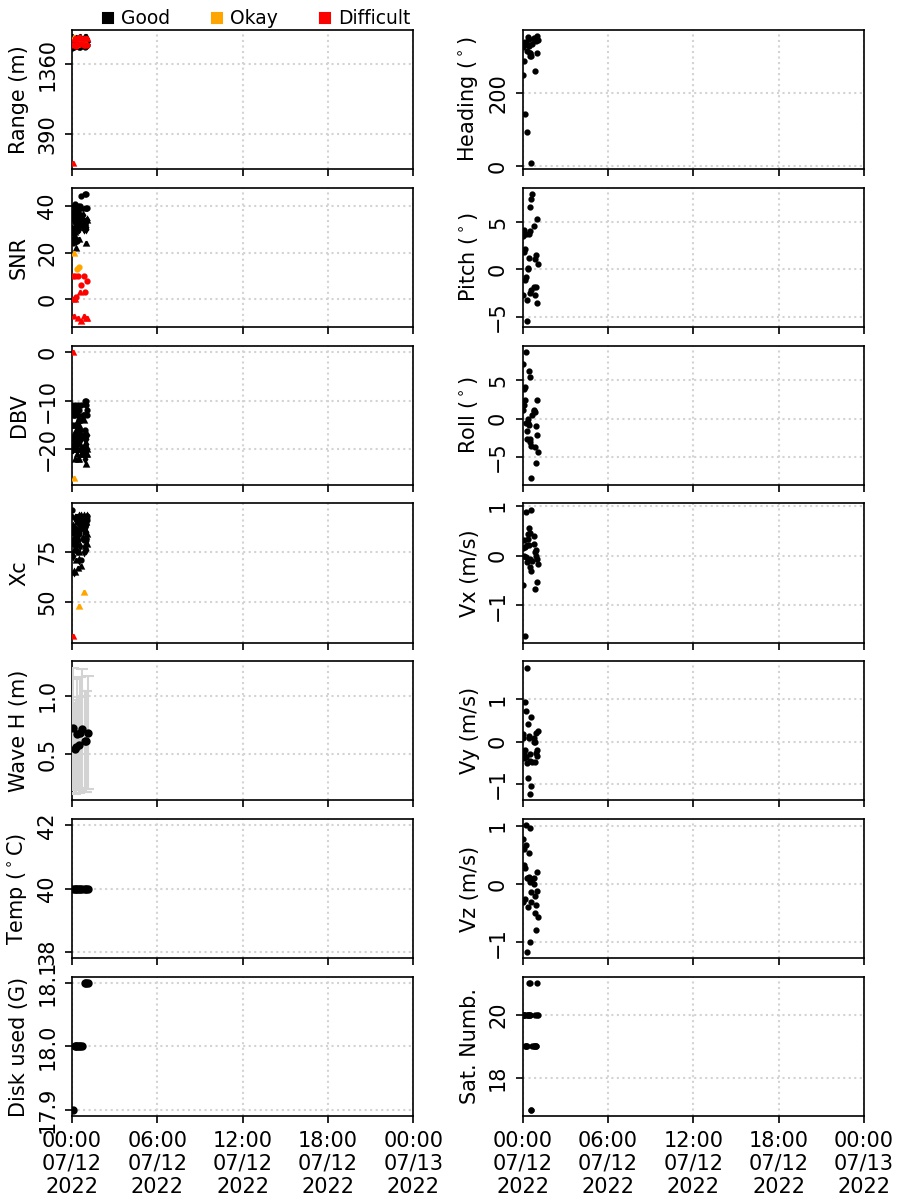 Good Okay Difficult
Range (m)
1360
390
Heading (°)
200
0
SNR
40
20
0
Pitch (°)
5
0
−5
DBV
0
−10
−20
Roll (°)
5
0
−5
Xc
75
50
Vx (m/s)
1
0
−1
Wave H (m)
1.0
0.5
Vy (m/s)
1
0
−1
Temp (°C)
42
40
38
Vz (m/s)
1
0
−1
Disk used (G)
18.1
18.0
17.9
Sat. Numb.
20
18
00:00 06:00 12:00 18:00 00:00
07/12 07/12 07/12 07/12 07/13
2022 2022 2022 2022 2022
00:00 06:00 12:00 18:00 00:00
07/12 07/12 07/12 07/12 07/13
2022 2022 2022 2022 2022